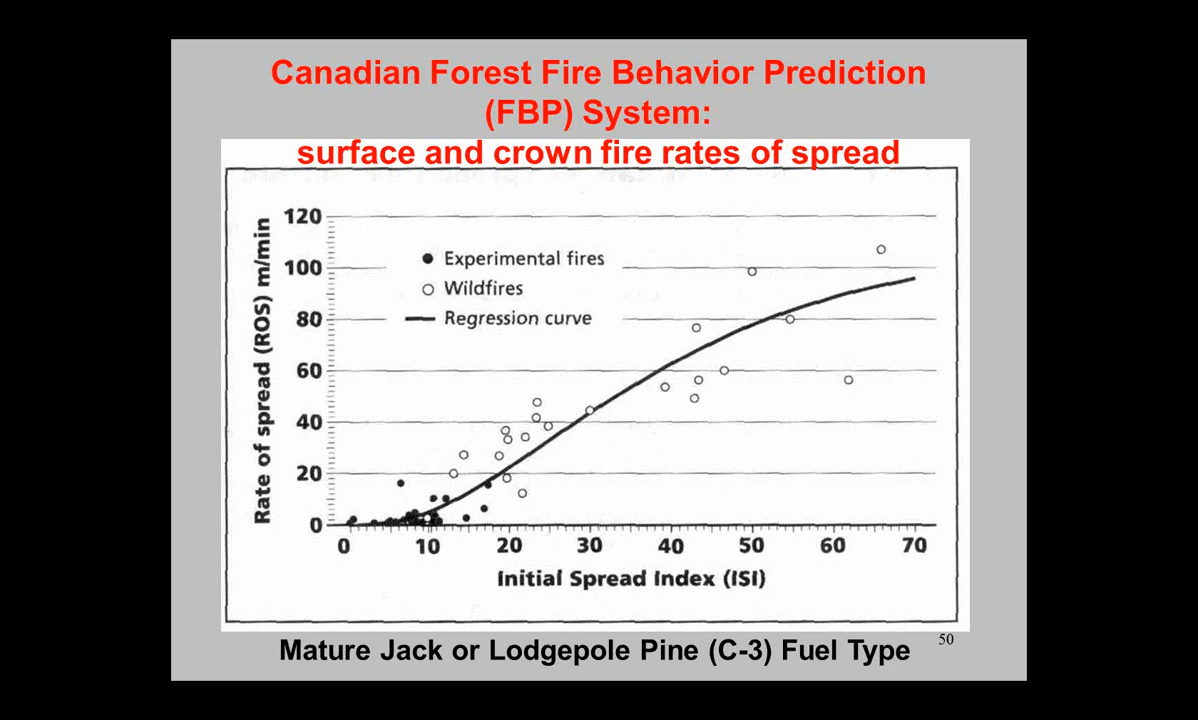 Canadian Forest Fire Behavior Prediction
(FBP) System:
surface and crown fire rates of spread
Rate of spread (ROS) m/min
120
100
80
60
40
20
0
Experimental fires
Wildfires
Regression curve
0 10 20 30 40 50 60 70
Initial Spread Index (ISI)
Mature Jack or Lodgepole Pine (C-3) Fuel Type
50